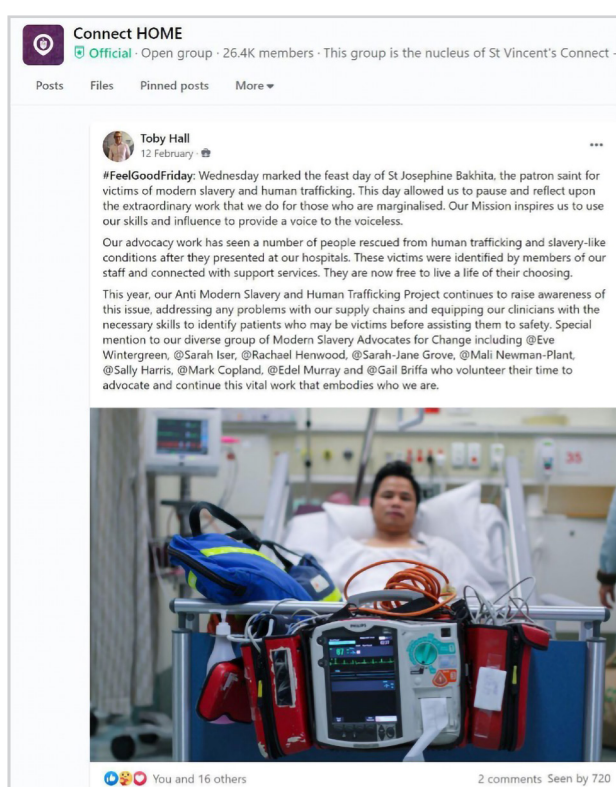 Connect HOME
Official · Open group · 26.4K members · This group is the nucleus of St Vincent's Connect -
Posts Files Pinned posts More
Toby Hall
12 February ·
#FeelGoodFriday: Wednesday marked the feast day of St Josephine Bakhita, the patron saint for
victims of modern slavery and human trafficking. This day allowed us to pause and reflect upon
the extraordinary work that we do for those who are marginalised. Our Mission inspires us to use
our skills and influence to provide a voice to the voiceless.
Our advocacy work has seen a number of people rescued from human trafficking and slavery-like
conditions after they presented at our hospitals. These victims were identified by members of our
staff and connected with support services. They are now free to live a life of their choosing.
This year, our Anti Modern Slavery and Human Trafficking Project continues to raise awareness of
this issue, addressing any problems with our supply chains and equipping our clinicians with the
necessary skills to identify patients who may be victims before assisting them to safety. Special
mention to our diverse group of Modern Slavery Advocates for Change including @Eve
Wintergreen, @Sarah Iser, @Rachael Henwood, @Sarah-Jane Grove, @Mali Newman-Plant,
@Sally Harris, @Mark Copland, @Edel Murray and @Gail Briffa who volunteer their time to
advocate and continue this vital work that embodies who we are.
35
PHILIPS
97
You and 16 others
2 comments Seen by 720